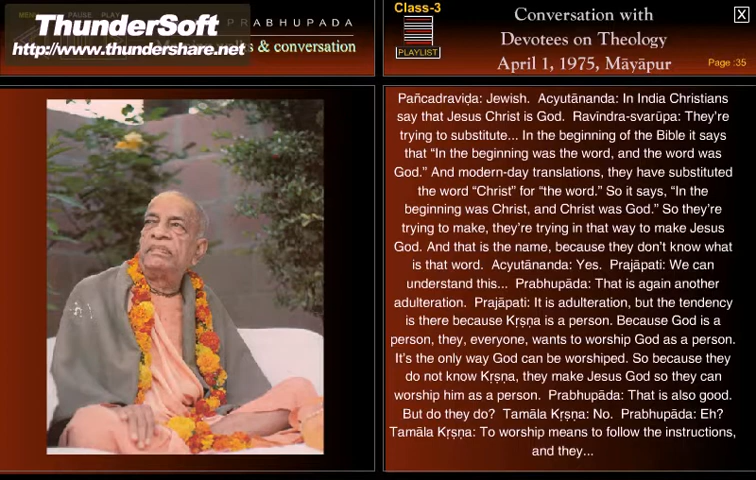 ThunderSoft
http://www.thundershare.net
PRABHUPADA
& conversation
Class-3
PLAYLIST
Conversation with
Devotees on Theology
April 1, 1975, Māyāpur
Page :35
X
Pañcadraviḍa: Jewish.  Acyutānanda: In India Christians
say that Jesus Christ is God.  Ravīndra-svarūpa: They’re
trying to substitute... In the beginning of the Bible it says
that “In the beginning was the word, and the word was
God.” And modern-day translations, they have substituted
the word “Christ” for “the word.” So it says, “In the
beginning was Christ, and Christ was God.” So they’re
trying to make, they’re trying in that way to make Jesus
God. And that is the name, because they don’t know what
is that word.  Acyutānanda: Yes.  Prajāpati: We can
understand this...  Prabhupāda: That is again another
adulteration.  Prajāpati: It is adulteration, but the tendency
is there because Kṛṣṇa is a person. Because God is a
person, they, everyone, wants to worship God as a person.
It’s the only way God can be worshiped. So because they
do not know Kṛṣṇa, they make Jesus God so they can
worship him as a person.  Prabhupāda: That is also good.
But do they do?  Tamāla Kṛṣṇa: No.  Prabhupāda: Eh?
Tamāla Kṛṣṇa: To worship means to follow the instructions,
and they...